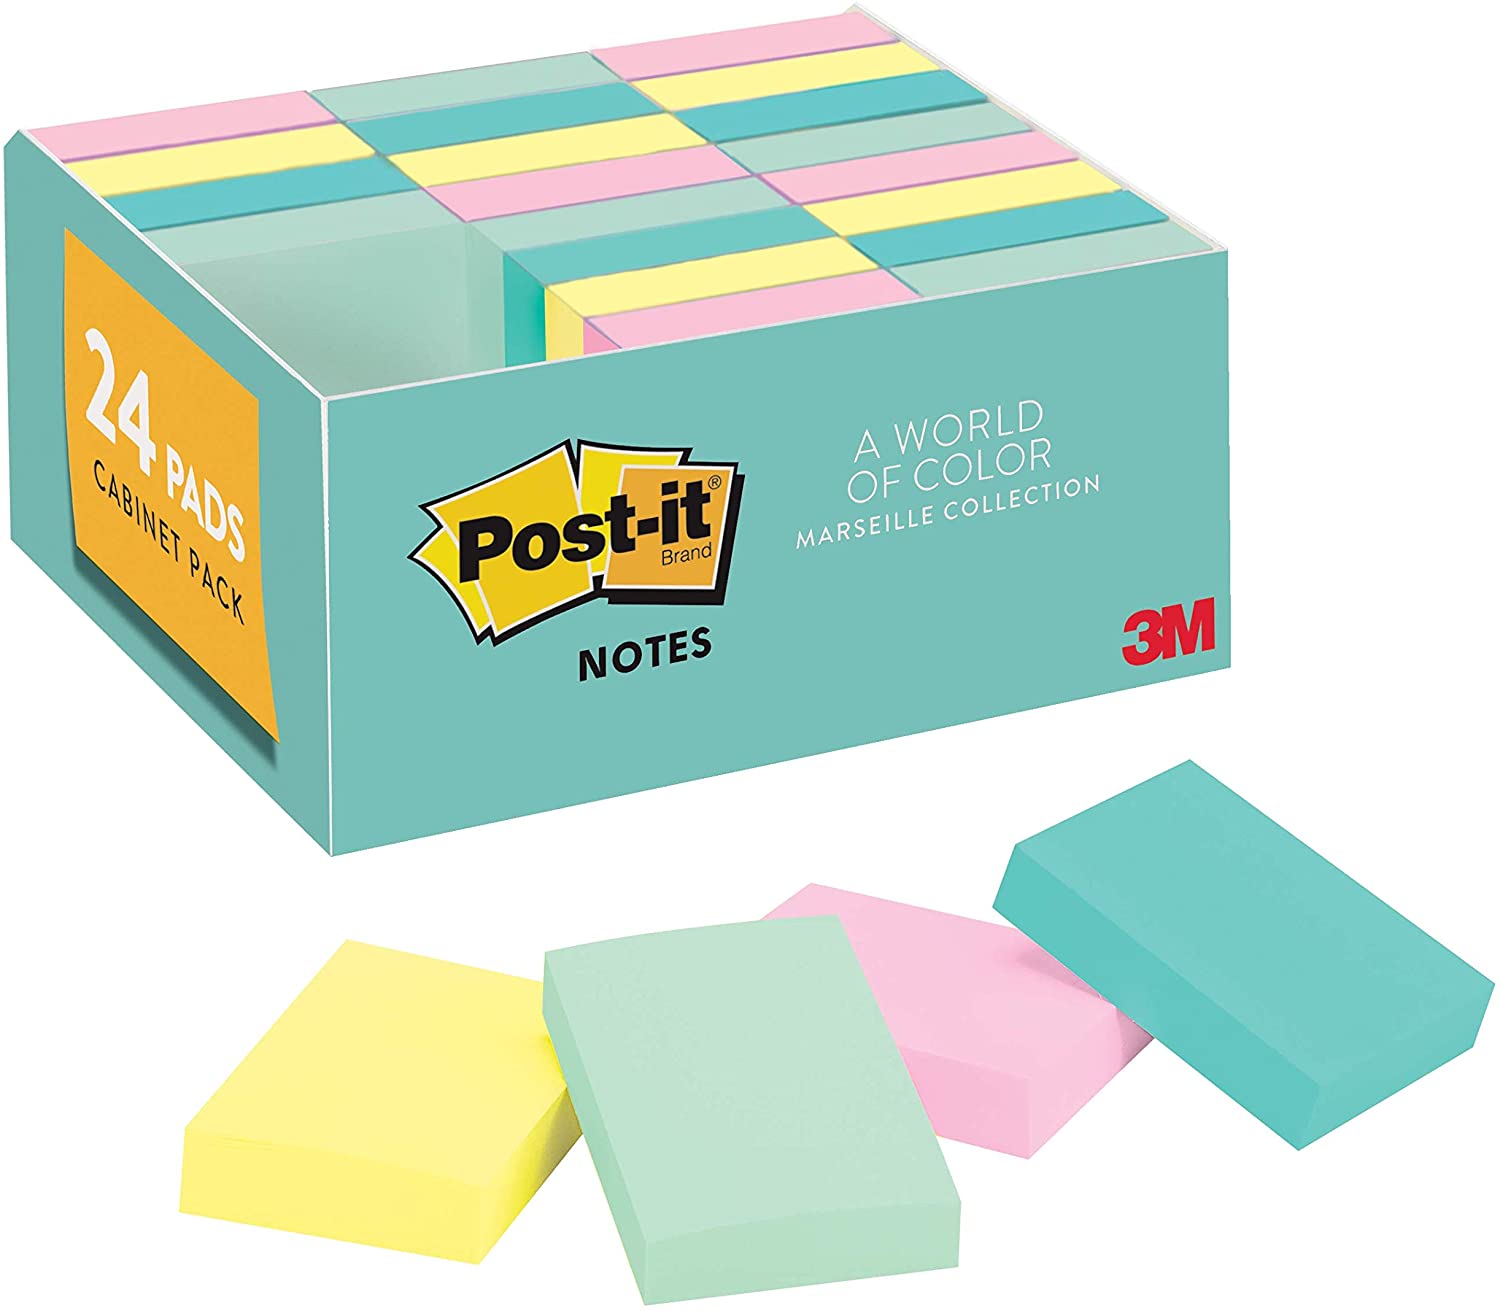 24 PADS
CABINET PACK
Post-it®
Brand
NOTES
A WORLD
OF COLOR
MARSEILLE COLLECTION
3M